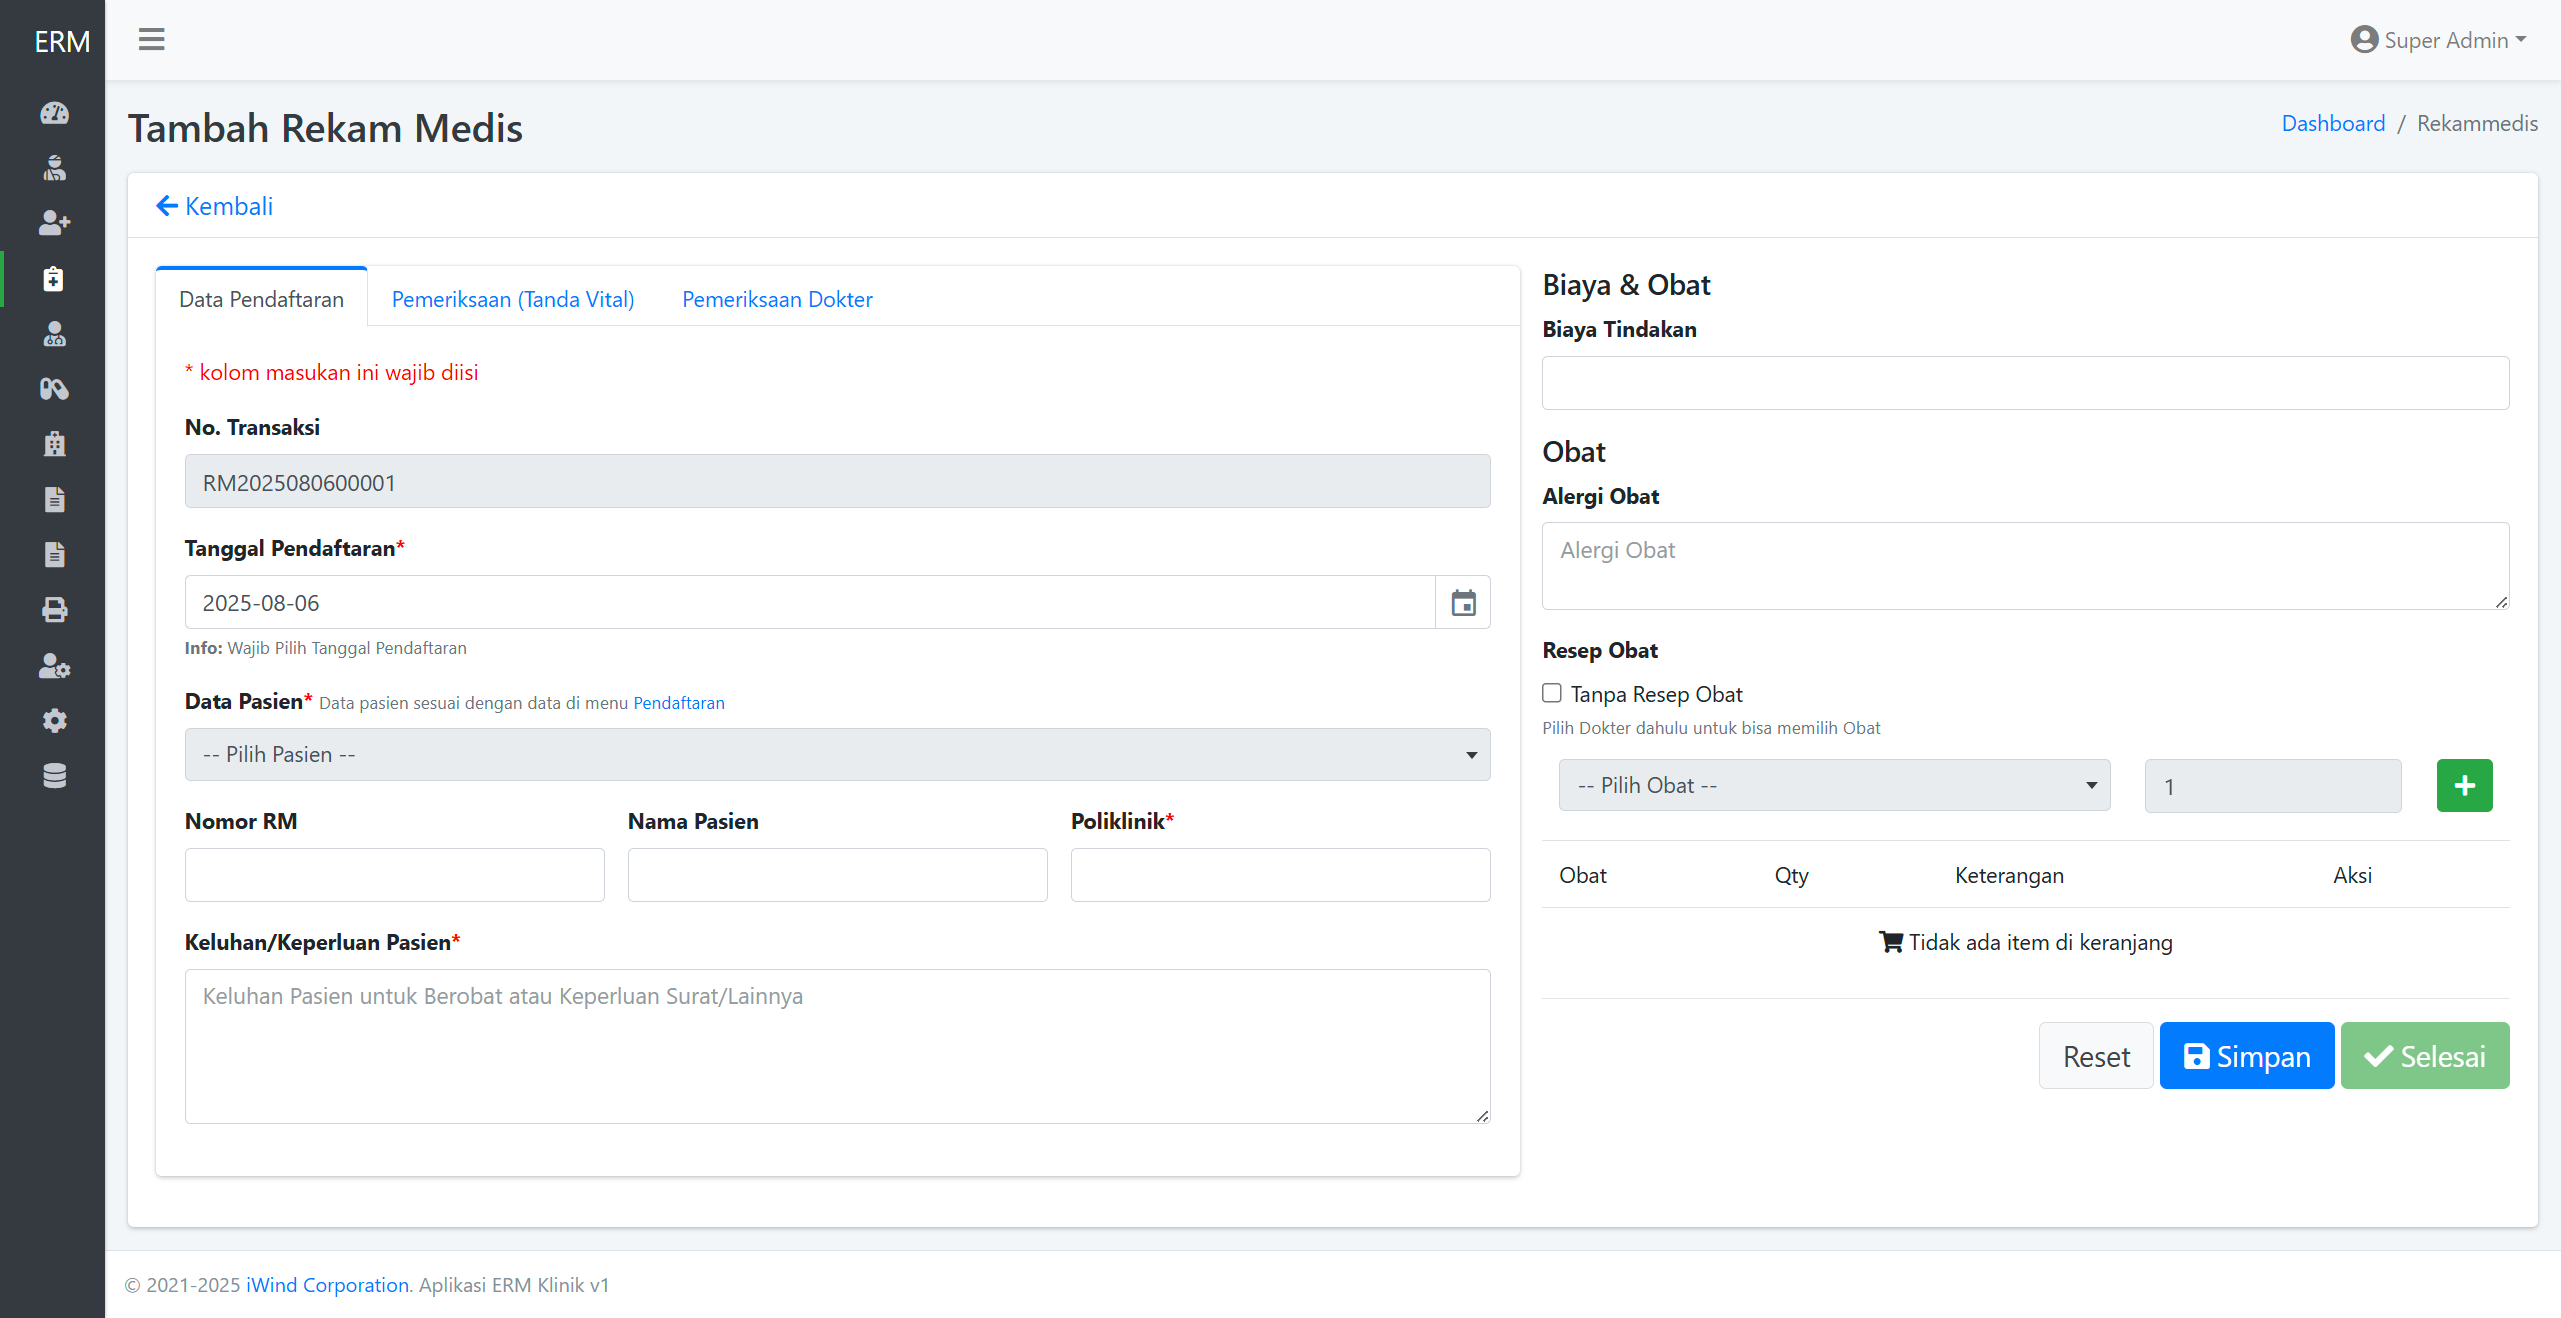 ERM
Super Admin
Tambah Rekam Medis
Dashboard / Rekammedis
Kembali
Data Pendaftaran
Pemeriksaan (Tanda Vital)
Pemeriksaan Dokter
* kolom masukan ini wajib diisi
No. Transaksi
RM2025080600001
Tanggal Pendaftaran*
2025-08-06
Info: Wajib Pilih Tanggal Pendaftaran
Data Pasien* Data pasien sesuai dengan data di menu Pendaftaran
-- Pilih Pasien --
Nomor RM
Nama Pasien
Poliklinik*
Keluhan/Keperluan Pasien*
Keluhan Pasien untuk Berobat atau Keperluan Surat/Lainnya
Biaya & Obat
Biaya Tindakan
Obat
Alergi Obat
Alergi Obat
Resep Obat
Tanpa Resep Obat
Pilih Dokter dahulu untuk bisa memilih Obat
-- Pilih Obat --
1
Obat
Qty
Keterangan
Aksi
Tidak ada item di keranjang
Reset
Simpan
Selesai
© 2021-2025 iWind Corporation. Aplikasi ERM Klinik v1